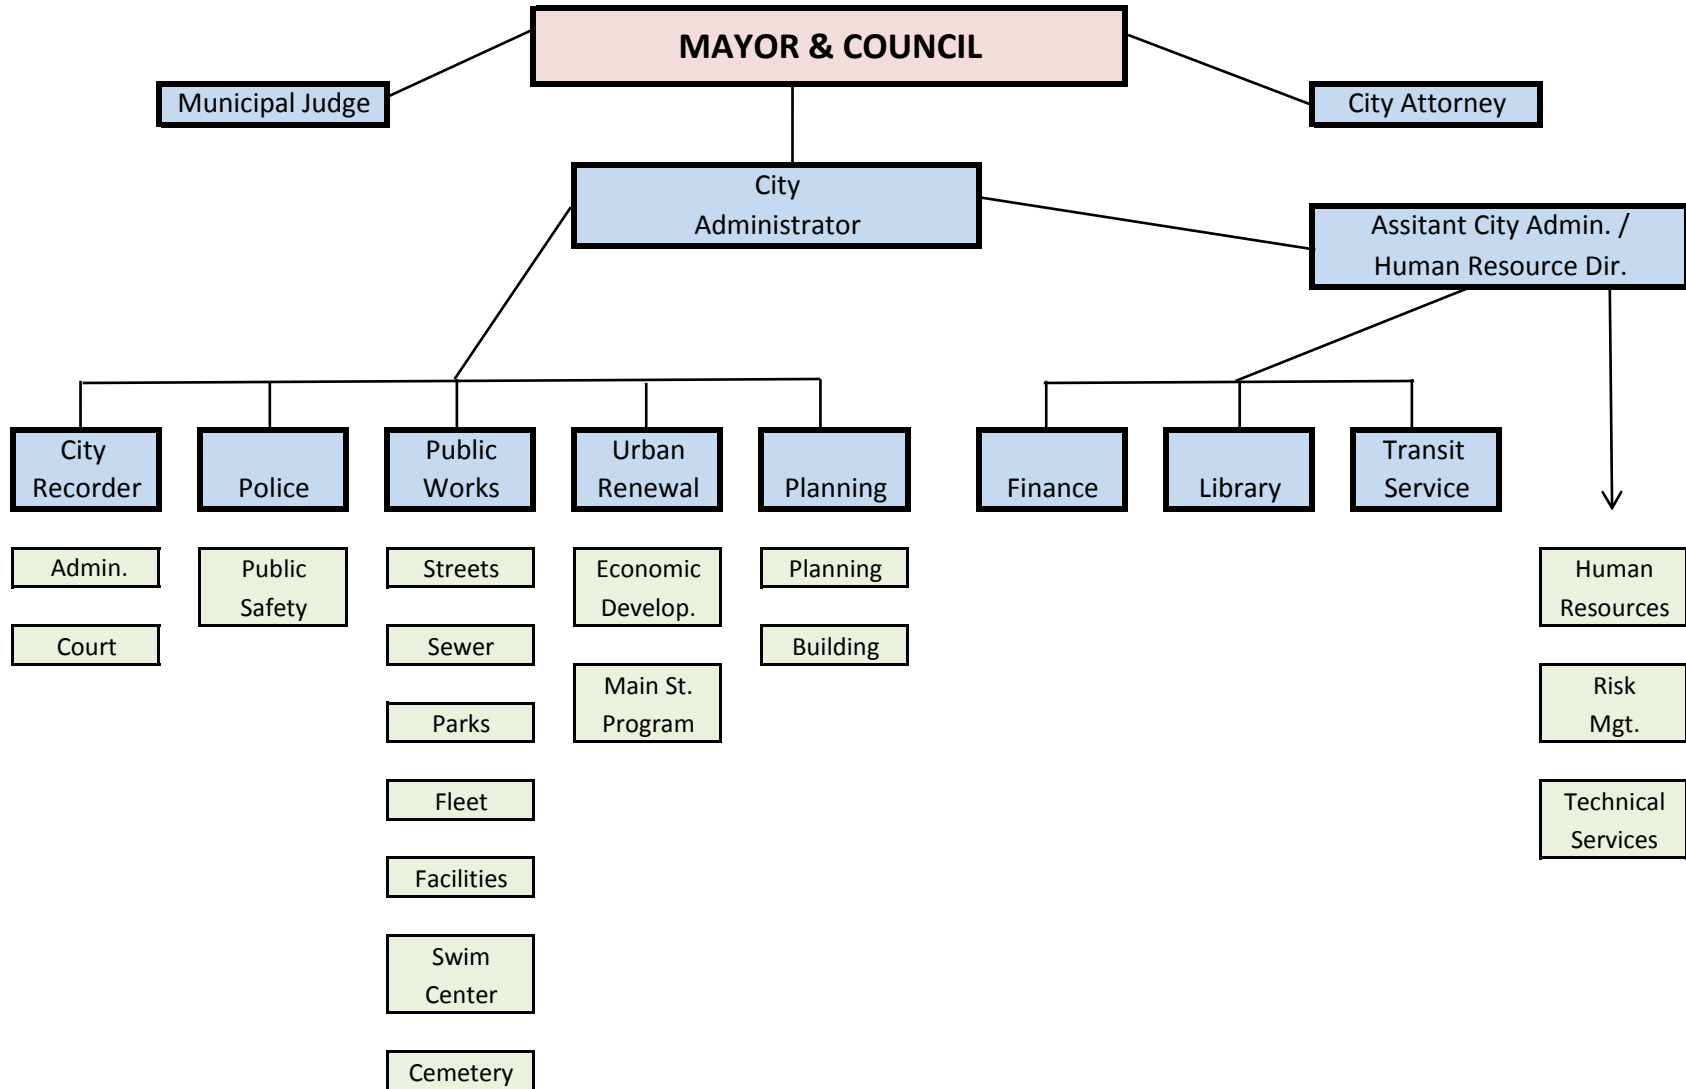 MAYOR & COUNCIL
Municipal Judge
City Attorney
City
Administrator
Assitant City Admin. /
Human Resource Dir.
City
Recorder
Police
Public
Works
Urban
Renewal
Planning
Finance
Library
Transit
Service
Admin.
Court
Public
Safety
Streets
Sewer
Parks
Fleet
Facilities
Swim
Center
Cemetery
Economic
Develop.
Main St.
Program
Planning
Building
Human
Resources
Risk
Mgt.
Technical
Services